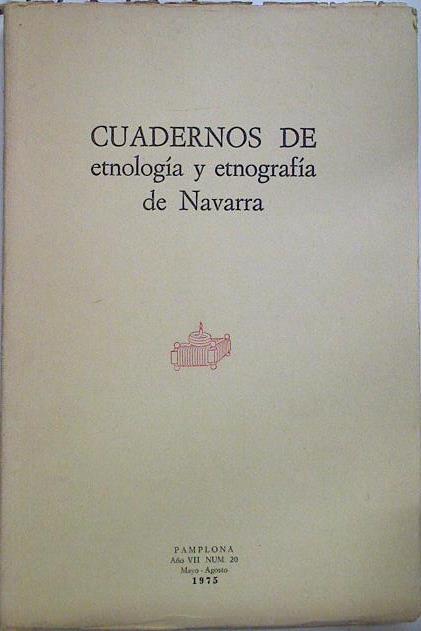 CUADERNOS DE
etnología y etnografía
de Navarra
PAMPLONA
Año VII NUM. 20
Mayo - Agosto
1975